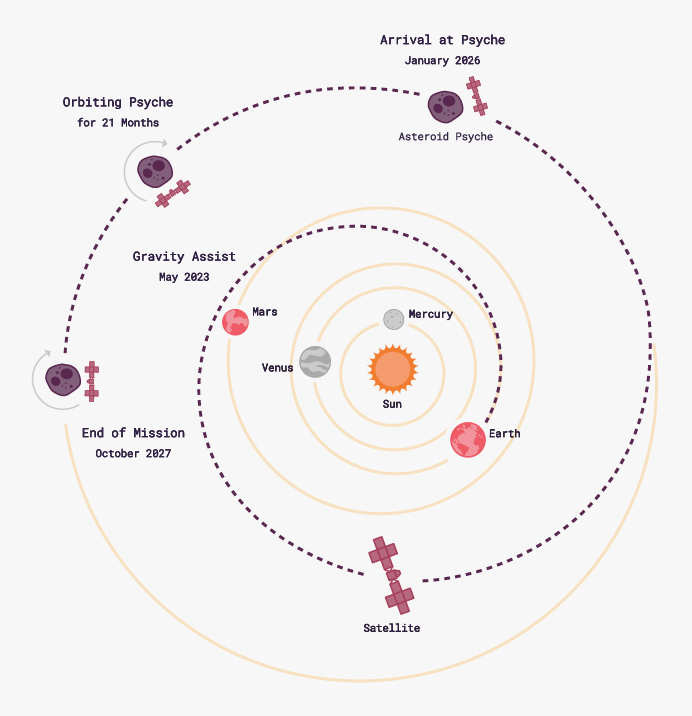 Arrival at Psyche
January 2026
Asteroid Psyche
Orbiting Psyche
for 21 Months
Gravity Assist
May 2023
Mars
Mercury
Venus
Sun
Earth
End of Mission
October 2027
Satellite